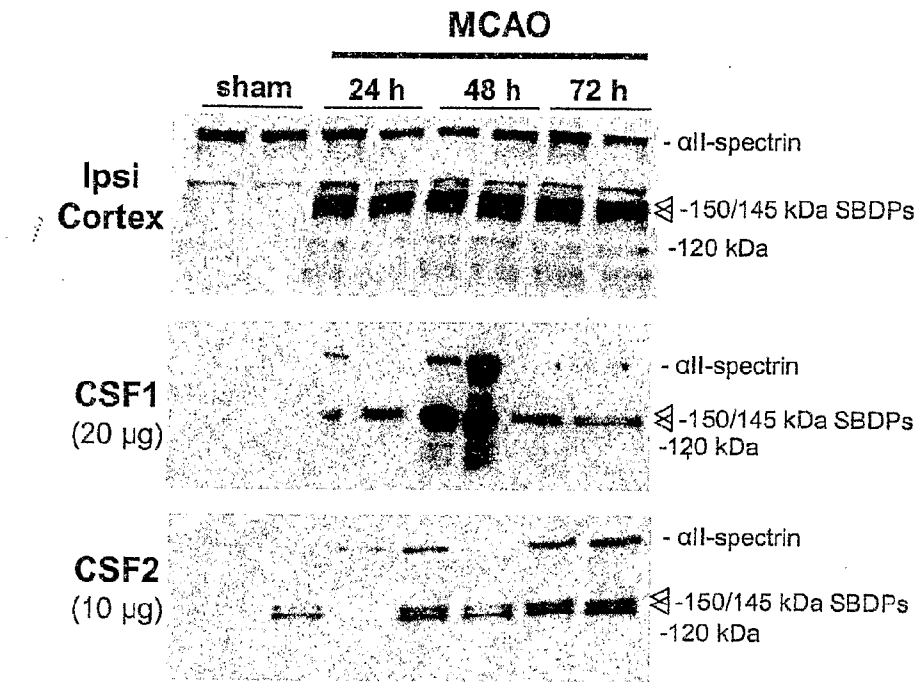 MCAO
sham 24 h 48 h 72 h
- αII-spectrin
Ipsi
Cortex
-150/145 kDa SBDPs
-120 kDa
- αII-spectrin
CSF1
(20 µg)
-150/145 kDa SBDPs
-120 kDa
- αII-spectrin
CSF2
(10 µg)
-150/145 kDa SBDPs
-120 kDa